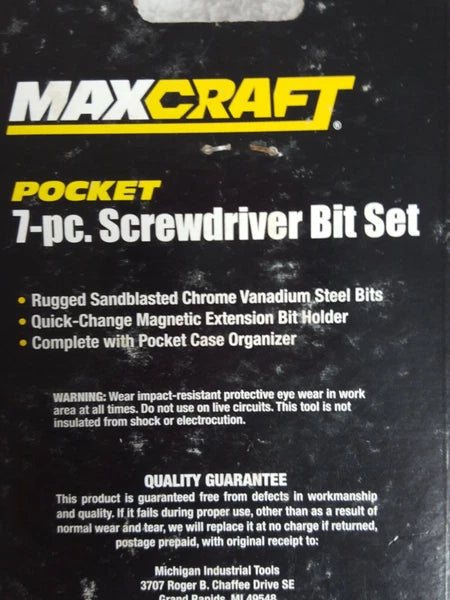 MAXCRAFT®
POCKET
7-pc. Screwdriver Bit Set
• Rugged Sandblasted Chrome Vanadium Steel Bits
• Quick-Change Magnetic Extension Bit Holder
• Complete with Pocket Case Organizer
WARNING: Wear impact-resistant protective eye wear in work
area at all times. Do not use on live circuits. This tool is not
insulated from shock or electrocution.
QUALITY GUARANTEE
This product is guaranteed free from defects in workmanship
and quality. If it fails during proper use, other than as a result of
normal wear and tear, we will replace it at no charge if returned,
postage prepaid, with original receipt to:
Michigan Industrial Tools
3707 Roger B. Chaffee Drive SE
Grand Rapids, MI 49548